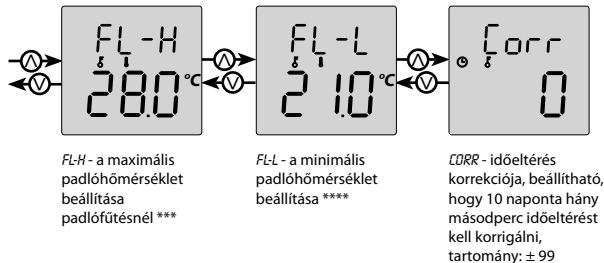 FL-H
28.0 °C
FL-L
21.0 °C
Corr
0
FL-H - a maximális
padlóhőmérséklet
beállítása
padlófűtésnél ***
FL-L - a minimális
padlóhőmérséklet
beállítása ****
CORR - időeltérés
korrekciója, beállítható,
hogy 10 naponta hány
másodperc időeltérést
kell korrigálni,
tartomány: ± 99